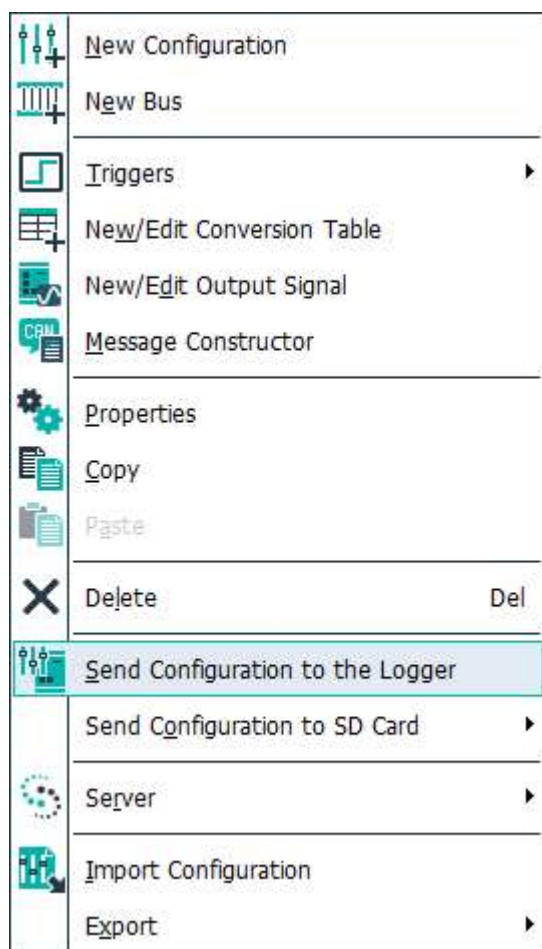 New Configuration
New Bus
Triggers
New/Edit Conversion Table
New/Edit Output Signal
CAN
Message Constructor
Properties
Copy
Paste
Delete Del
Send Configuration to the Logger
Send Configuration to SD Card
Server
Import Configuration
Export